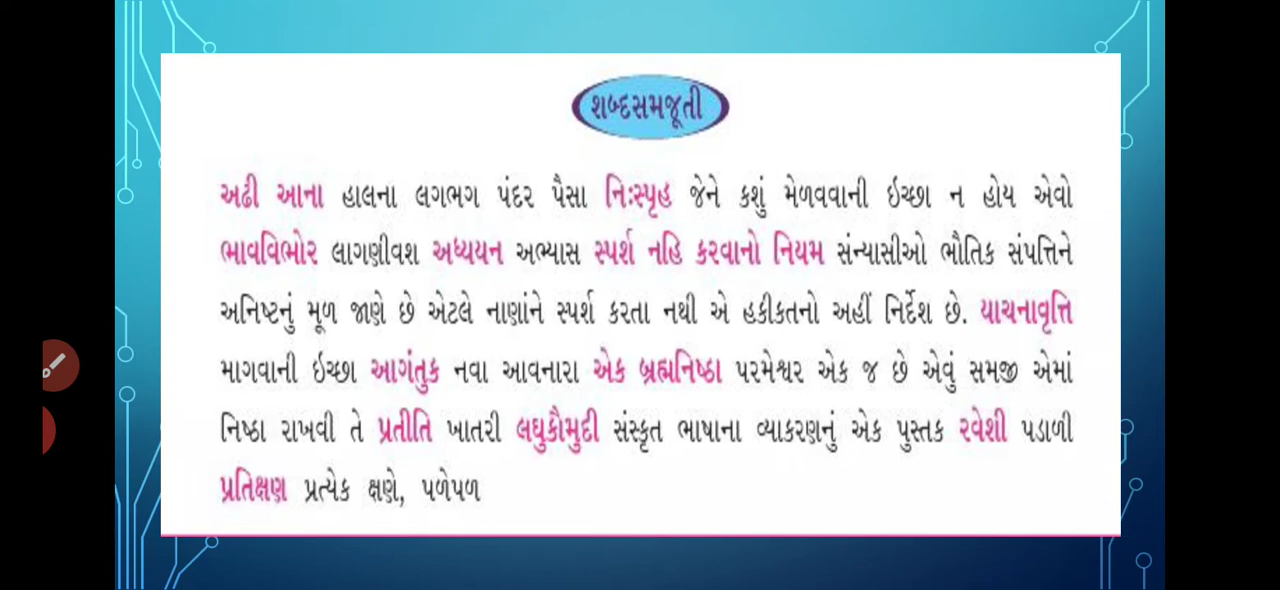 શબ્દસમજૂતી
અઢી આના હાલના લગભગ પંદર પૈસા નિઃસ્પૃહ જેને કશું મેળવવાની ઇચ્છા ન હોય એવો
ભાવવિભોર લાગણીવશ અધ્યયન અભ્યાસ સ્પર્શ નહિ કરવાનો નિયમ સંન્યાસીઓ ભૌતિક સંપત્તિને
અનિષ્ટનું મૂળ જાણે છે એટલે નાણાંને સ્પર્શ કરતા નથી એ હકીકતનો અહીં નિર્દેશ છે. યાચનાવૃત્તિ
માગવાની ઇચ્છા આગંતુક નવા આવનારા એક બ્રહ્મનિષ્ઠા પરમેશ્વર એક જ છે એવું સમજી એમાં
નિષ્ઠા રાખવી તે પ્રતીતિ ખાતરી લઘુકૌમુદી સંસ્કૃત ભાષાના વ્યાકરણનું એક પુસ્તક રવેશી પડાળી
પ્રતિક્ષણ પ્રત્યેક ક્ષણે, પળેપળ